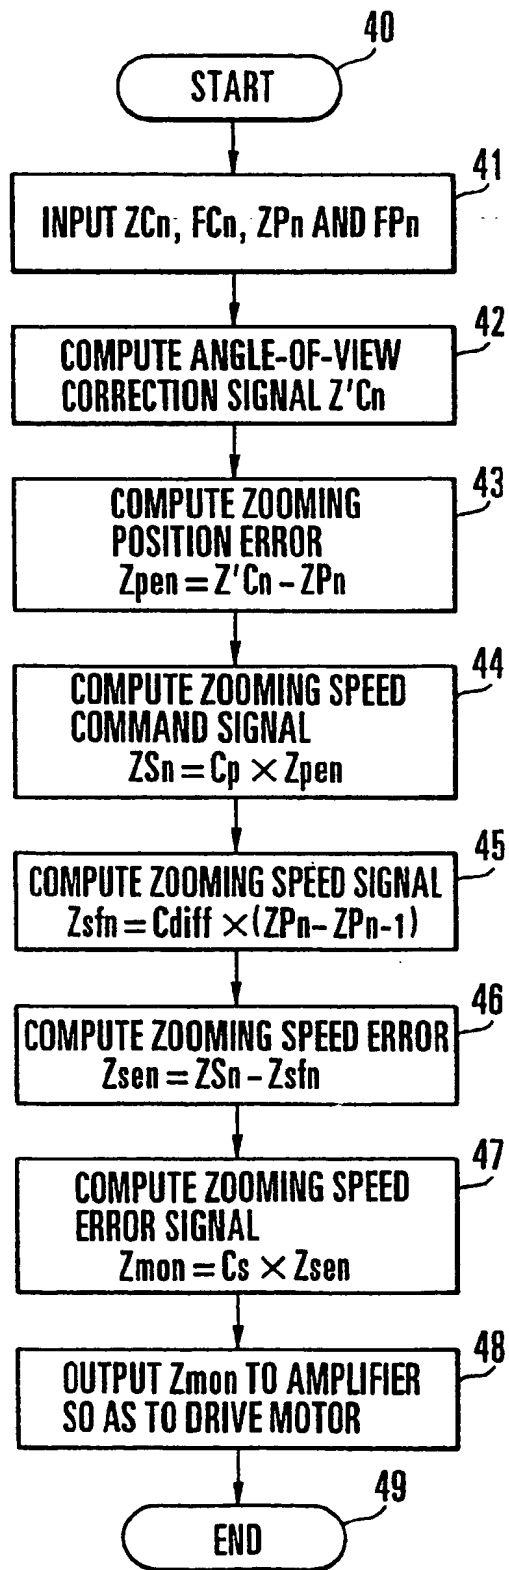 40
START
41
INPUT ZCn, FCn, ZPn AND FPn
42
COMPUTE ANGLE-OF-VIEW
CORRECTION SIGNAL Z'Cn
43
COMPUTE ZOOMING
POSITION ERROR
Zpen = Z'Cn - ZPn
44
COMPUTE ZOOMING SPEED
COMMAND SIGNAL
ZSn = Cp × Zpen
45
COMPUTE ZOOMING SPEED SIGNAL
Zsfn = Cdiff × (ZPn - ZPn-1)
46
COMPUTE ZOOMING SPEED ERROR
Zsen = ZSn - Zsfn
47
COMPUTE ZOOMING SPEED
ERROR SIGNAL
Zmon = Cs × Zsen
48
OUTPUT Zmon TO AMPLIFIER
SO AS TO DRIVE MOTOR
49
END